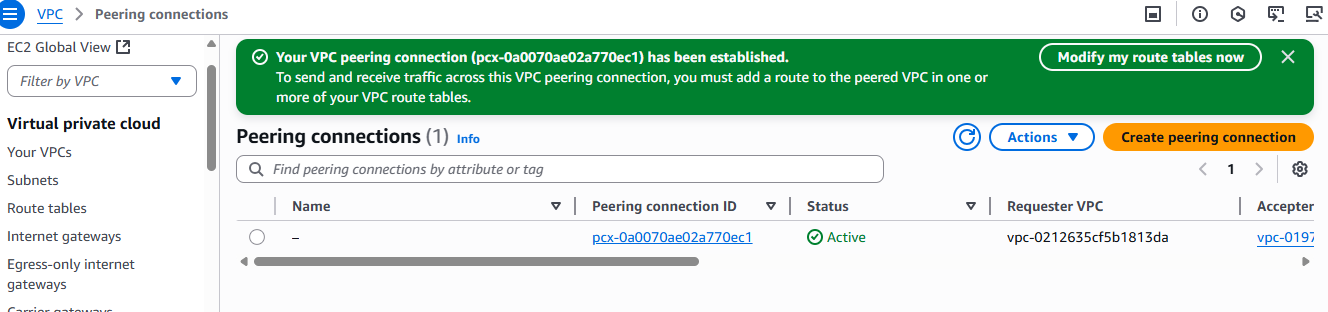 VPC > Peering connections
EC2 Global View
Filter by VPC
Virtual private cloud
Your VPCs
Subnets
Route tables
Internet gateways
Egress-only internet
gateways
Carrier gateways
Your VPC peering connection (pcx-0a0070ae02a770ec1) has been established.
To send and receive traffic across this VPC peering connection, you must add a route to the peered VPC in one or
more of your VPC route tables.
Modify my route tables now
Peering connections (1) Info
Actions
Create peering connection
Find peering connections by attribute or tag
1
Name Peering connection ID Status Requester VPC Accepter
– pcx-0a0070ae02a770ec1 Active vpc-0212635cf5b1813da vpc-0197